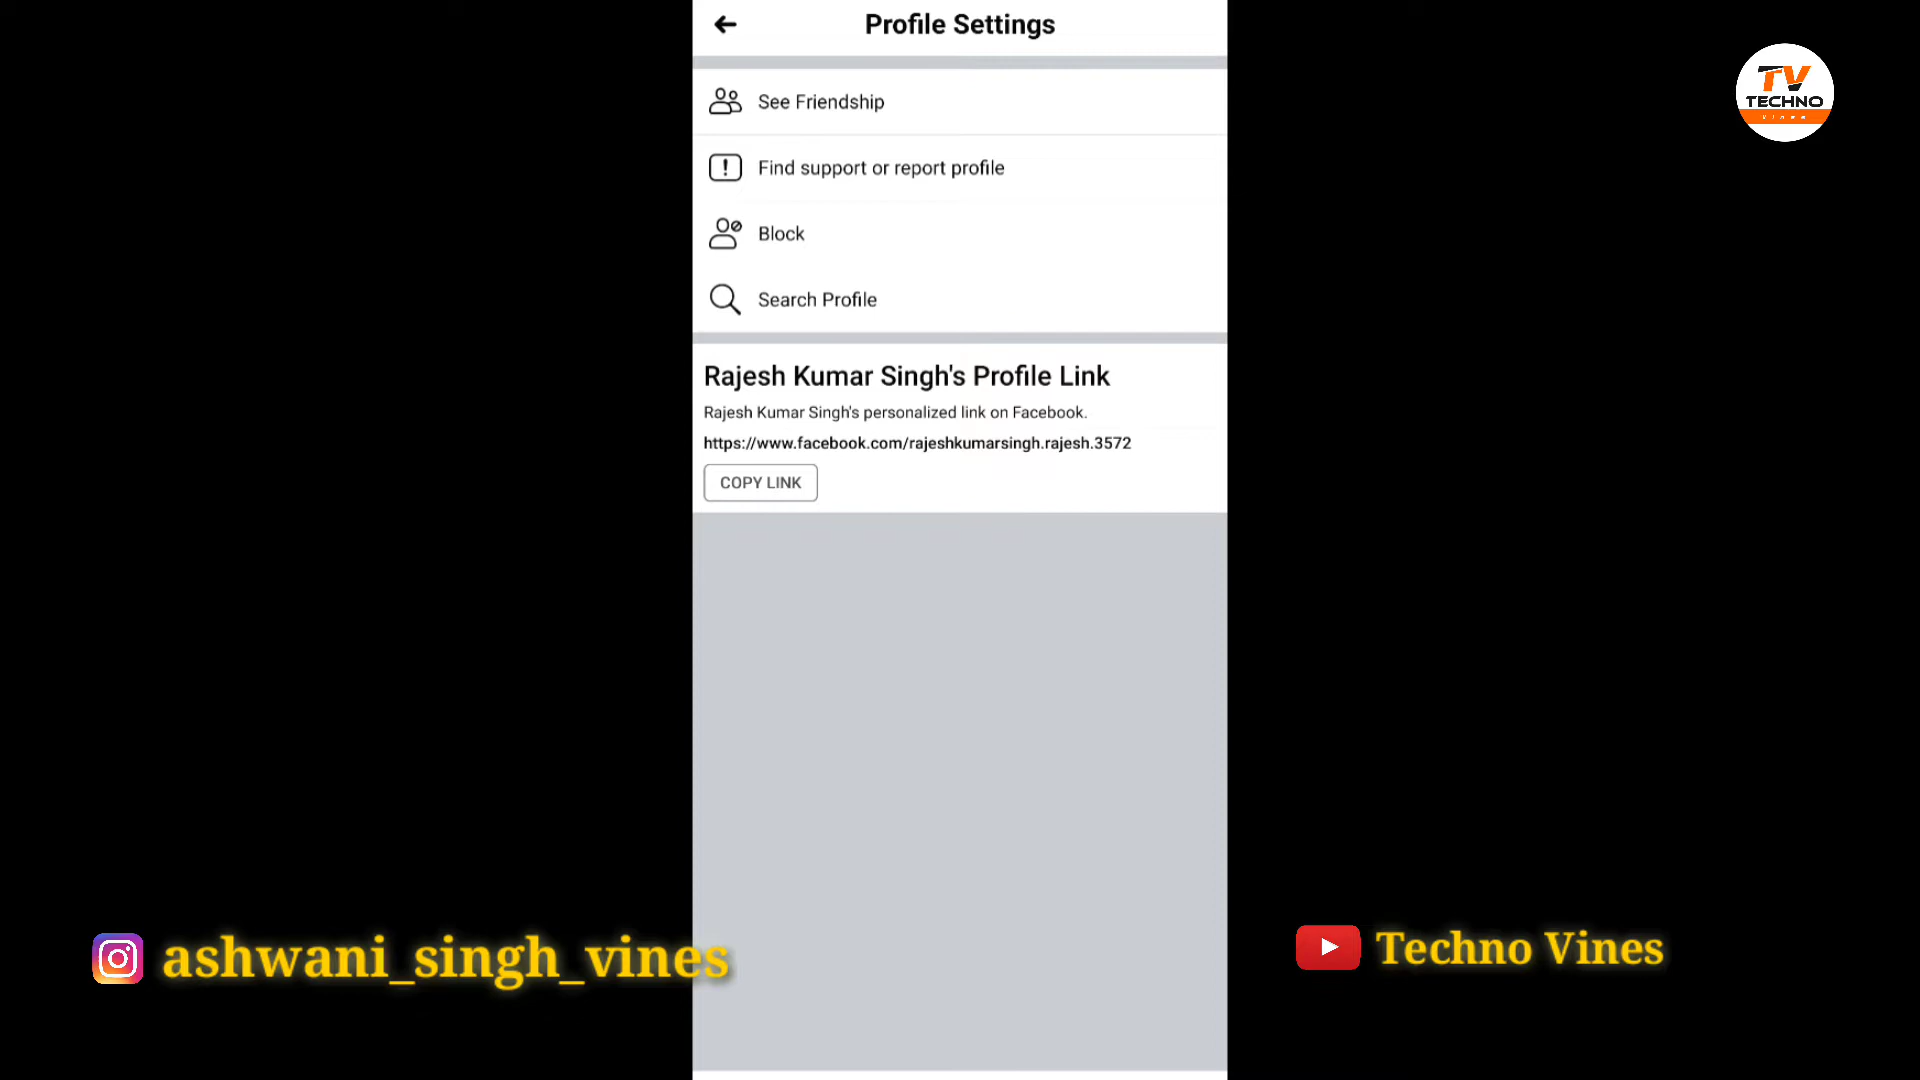 Profile Settings
TV
TECHNO
VINES
See Friendship
Find support or report profile
Block
Search Profile
Rajesh Kumar Singh's Profile Link
Rajesh Kumar Singh's personalized link on Facebook.
https://www.facebook.com/rajeshkumarsingh.rajesh.3572
COPY LINK
ashwani_singh_vines
Techno Vines